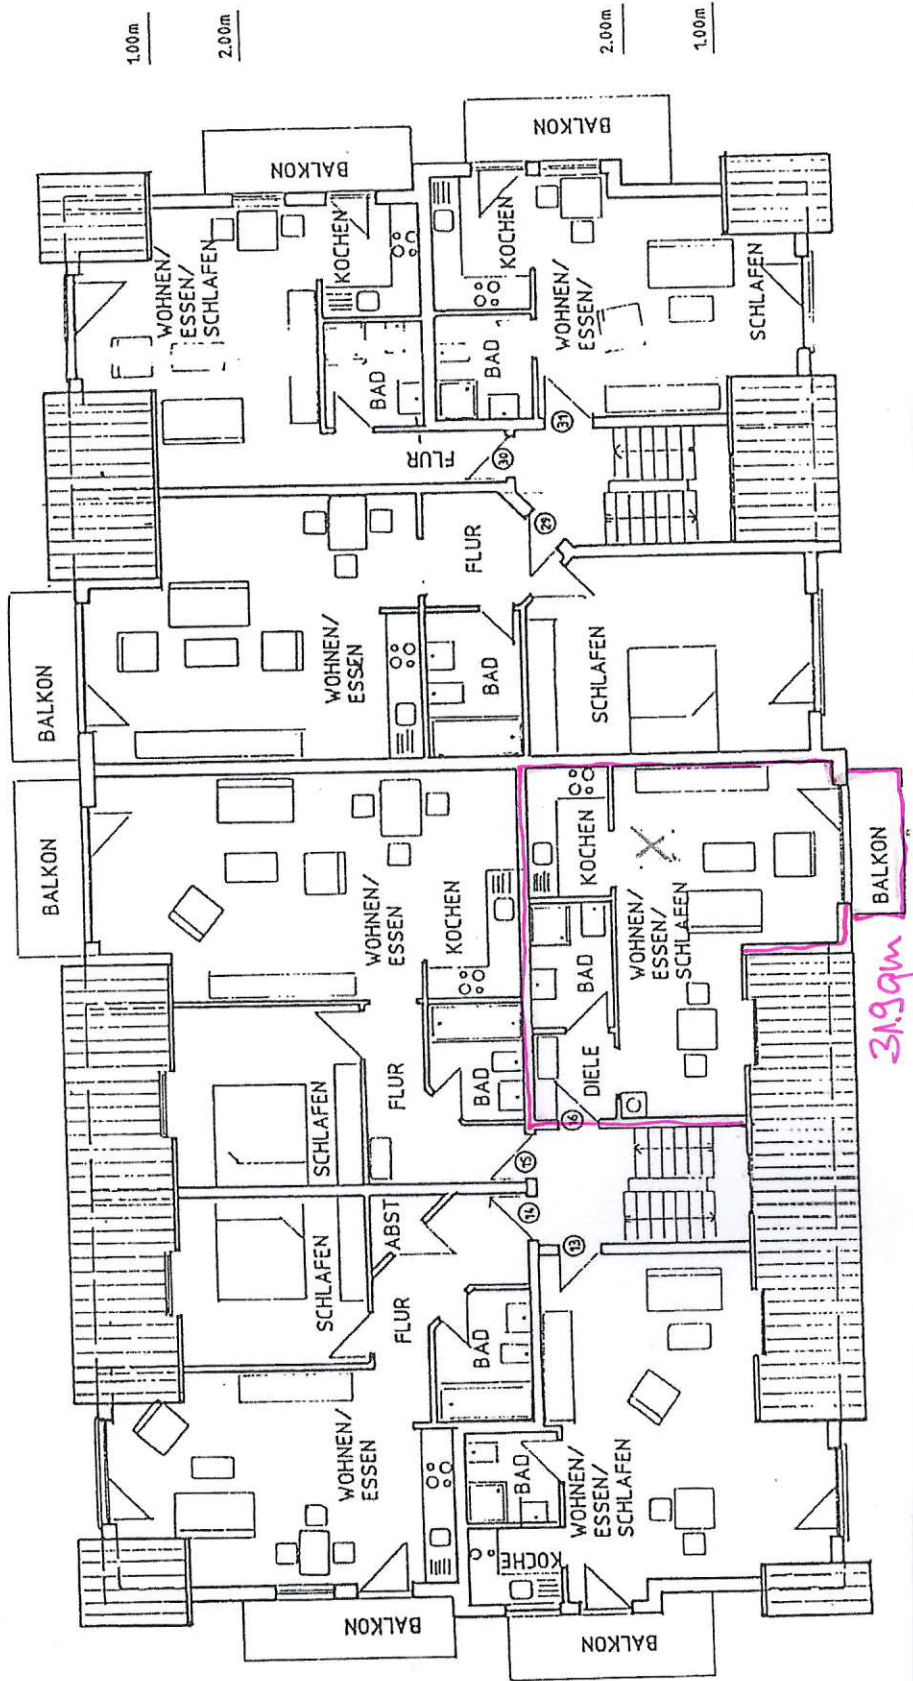 1.00m
2.00m
2.00m
1.00m
BALKON
BALKON
WOHNEN/
ESSEN/
SCHLAFEN
KOCHEN
BAD
FLUR
30
KOCHEN
BAD
WOHNEN/
ESSEN/
SCHLAFEN
31
BALKON
WOHNEN/
ESSEN
FLUR
BAD
29
SCHLAFEN
BALKON
WOHNEN/
ESSEN
KOCHEN
SCHLAFEN
FLUR
BAD
15
KOCHEN
BAD
WOHNEN/
ESSEN/
SCHLAFEN
DIELE
16
BALKON
31.9qm
SCHLAFEN
ABST
FLUR
BAD
14
WOHNEN/
ESSEN
BALKON
13
BAD
KOCHE
WOHNEN/
ESSEN/
SCHLAFEN
BALKON